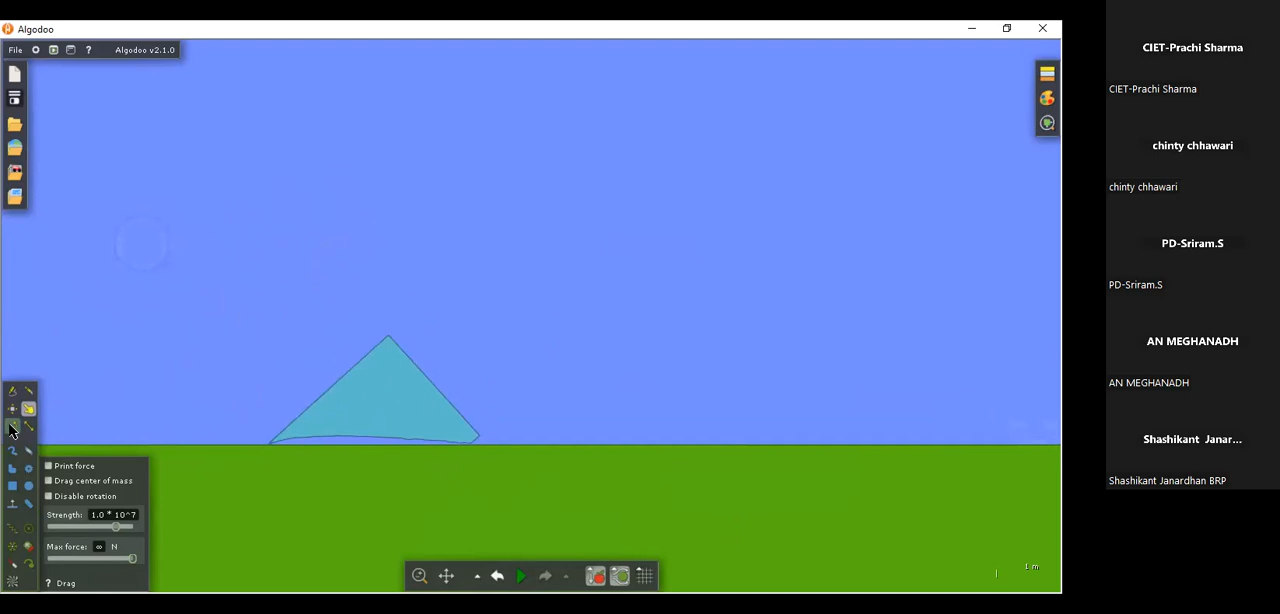 Algodoo
File ? Algodoo v2.1.0
Print force
Drag center of mass
Disable rotation
Strength: 1.0 * 10^7
Max force: ∞ N
? Drag
1 m
CIET-Prachi Sharma
CIET-Prachi Sharma
chinty chhawari
chinty chhawari
PD-Sriram.S
PD-Sriram.S
AN MEGHANADH
AN MEGHANADH
Shashikant Janar...
Shashikant Janardhan BRP